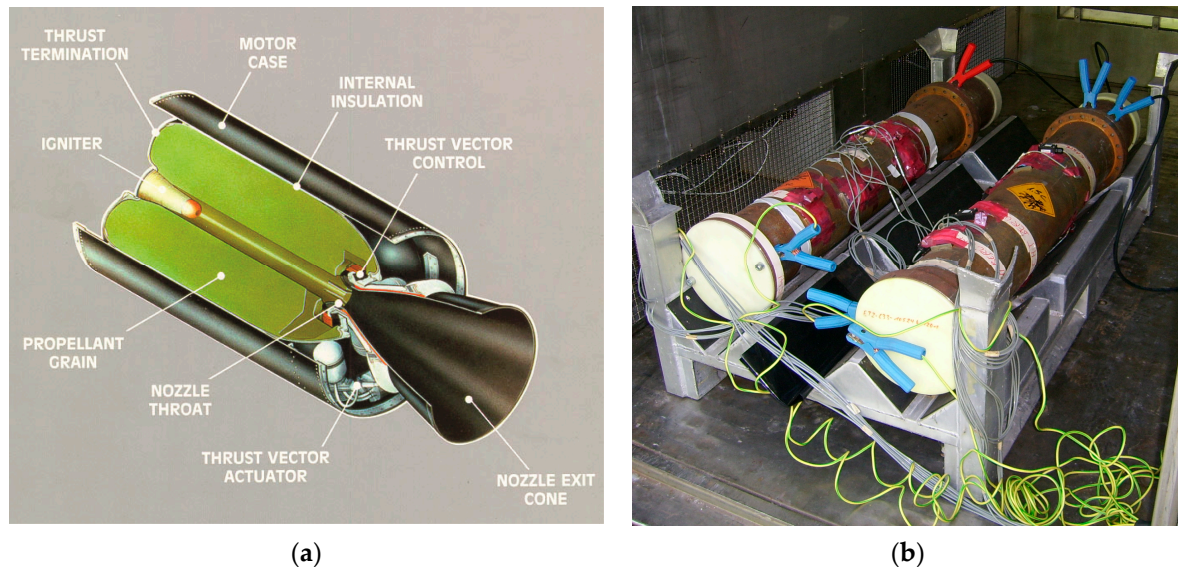 THRUST
TERMINATION
MOTOR
CASE
INTERNAL
INSULATION
THRUST VECTOR
CONTROL
IGNITER
PROPELLANT
GRAIN
NOZZLE
THROAT
THRUST VECTOR
ACTUATOR
NOZZLE EXIT
CONE
(a)
(b)